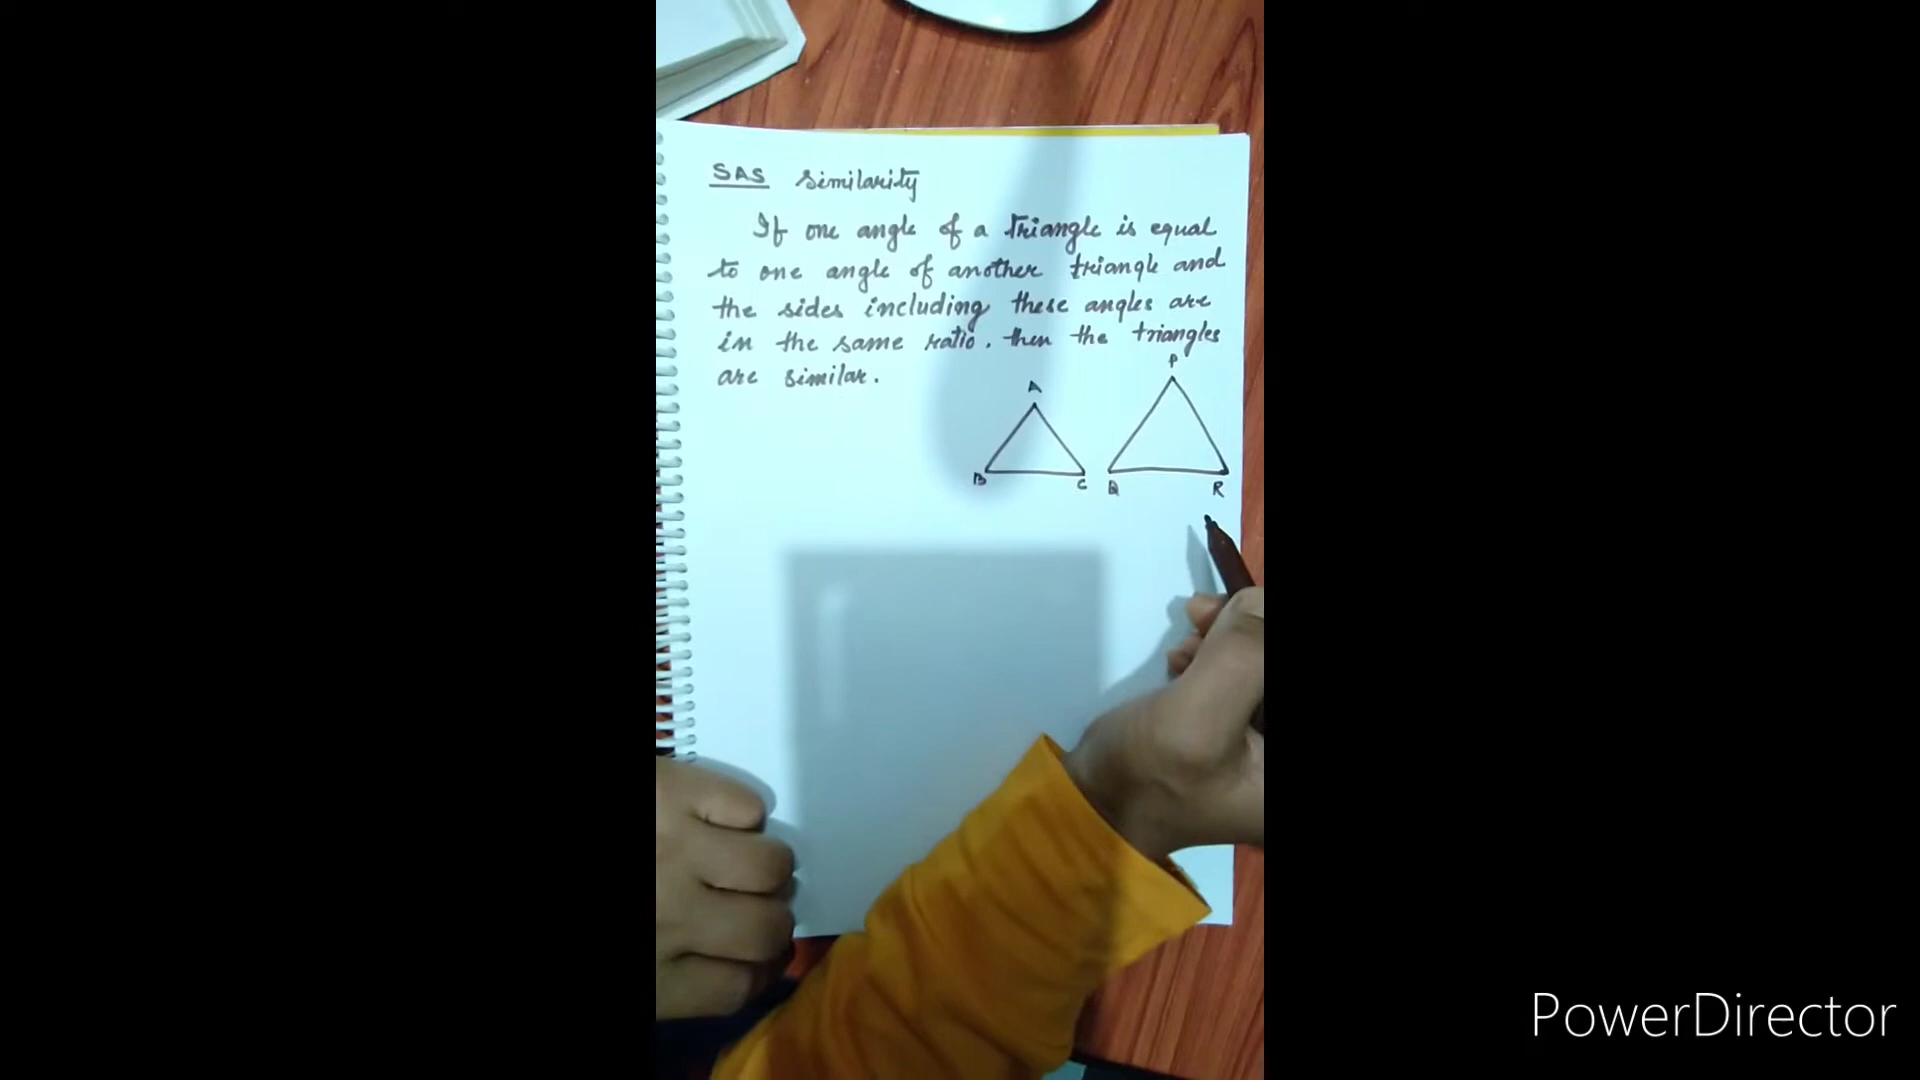 SAS Similarity
If one angle of a triangle is equal
to one angle of another triangle and
the sides including these angles are
in the same ratio. then the triangles
are similar.
A
P
B
C
Q
R
PowerDirector